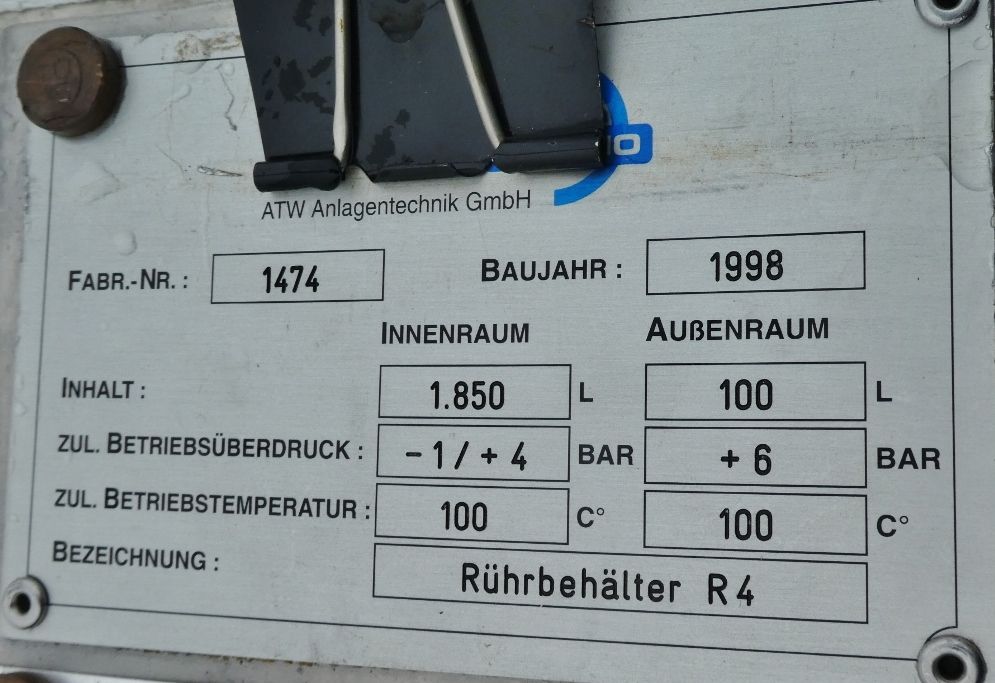 ATW Anlagentechnik GmbH
FABR.-NR. : 1474 BAUJAHR : 1998
INNENRAUM AUßENRAUM
INHALT : 1.850 L 100 L
ZUL. BETRIEBSÜBERDRUCK : - 1 / + 4 BAR + 6 BAR
ZUL. BETRIEBSTEMPERATUR : 100 C° 100 C°
BEZEICHNUNG : Rührbehälter R 4